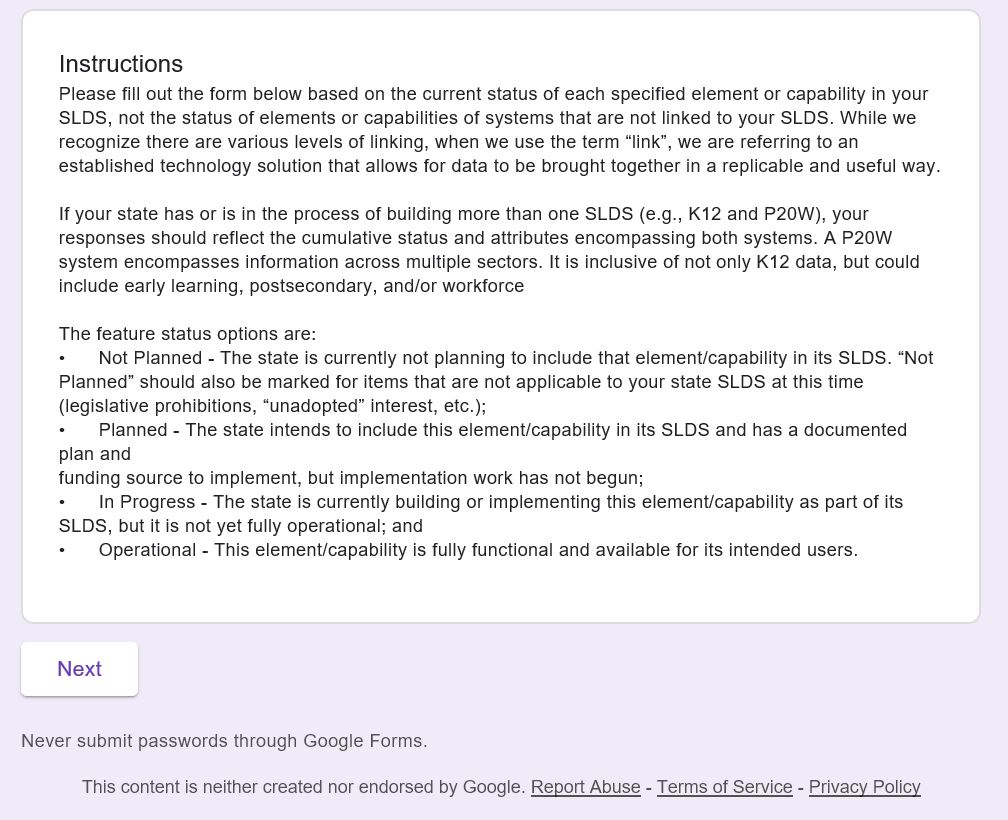 Instructions
Please fill out the form below based on the current status of each specified element or capability in your
SLDS, not the status of elements or capabilities of systems that are not linked to your SLDS. While we
recognize there are various levels of linking, when we use the term “link”, we are referring to an
established technology solution that allows for data to be brought together in a replicable and useful way.
If your state has or is in the process of building more than one SLDS (e.g., K12 and P20W), your
responses should reflect the cumulative status and attributes encompassing both systems. A P20W
system encompasses information across multiple sectors. It is inclusive of not only K12 data, but could
include early learning, postsecondary, and/or workforce
The feature status options are:
• Not Planned - The state is currently not planning to include that element/capability in its SLDS. “Not
Planned” should also be marked for items that are not applicable to your state SLDS at this time
(legislative prohibitions, “unadopted” interest, etc.);
• Planned - The state intends to include this element/capability in its SLDS and has a documented
plan and
funding source to implement, but implementation work has not begun;
• In Progress - The state is currently building or implementing this element/capability as part of its
SLDS, but it is not yet fully operational; and
• Operational - This element/capability is fully functional and available for its intended users.
Next
Never submit passwords through Google Forms.
This content is neither created nor endorsed by Google. Report Abuse - Terms of Service - Privacy Policy